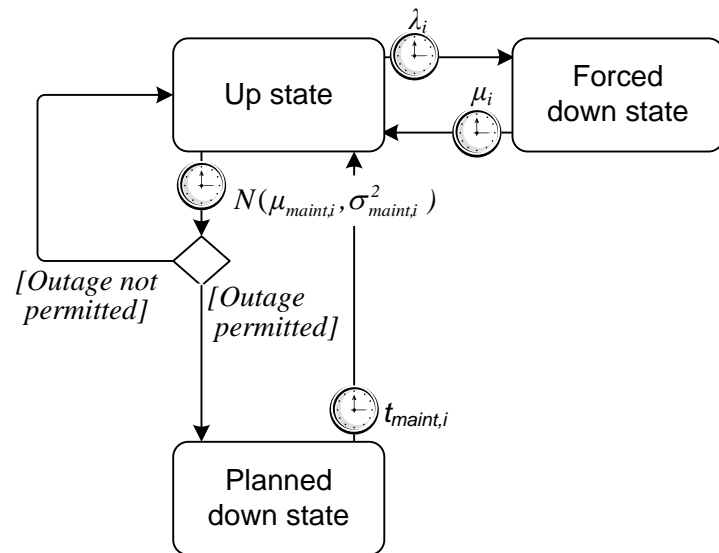 λi
Up state
Forced
down state
μi
N(μmaint,i, σ²maint,i)
[Outage not
permitted]
[Outage
permitted]
tmaint,i
Planned
down state